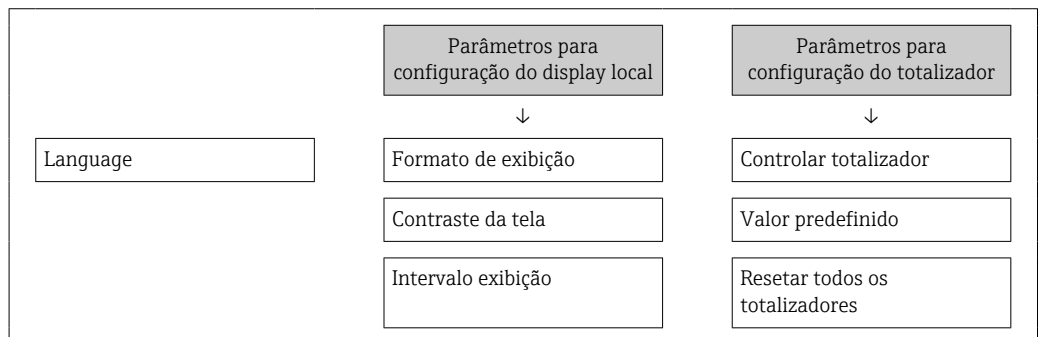 Parâmetros para
configuração do display local
Parâmetros para
configuração do totalizador
↓
↓
Language
Formato de exibição
Controlar totalizador
Contraste da tela
Valor predefinido
Intervalo exibição
Resetar todos os
totalizadores